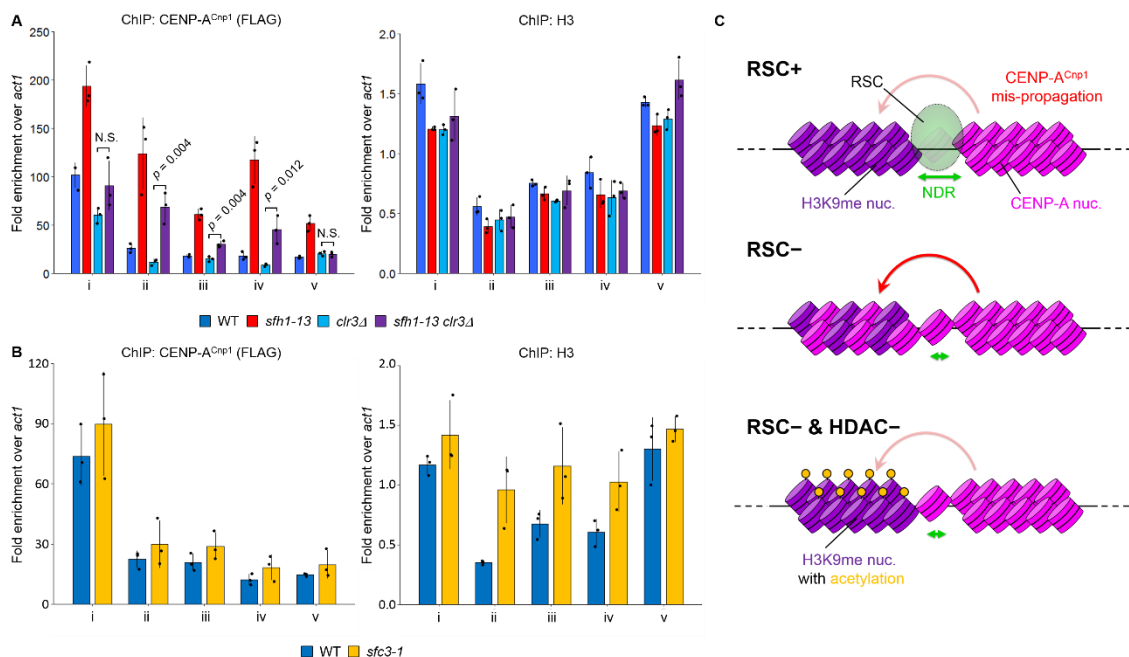 A
ChIP: CENP-A^Cnp1 (FLAG)
Fold enrichment over act1
250
200
150
100
50
0
N.S.
p = 0.004
p = 0.004
p = 0.012
N.S.
i ii iii iv v
ChIP: H3
Fold enrichment over act1
2.0
1.5
1.0
0.5
0.0
i ii iii iv v
WT sfh1-13 clr3Δ sfh1-13 clr3Δ
B
ChIP: CENP-A^Cnp1 (FLAG)
Fold enrichment over act1
120
90
60
30
0
i ii iii iv v
ChIP: H3
Fold enrichment over act1
2.0
1.5
1.0
0.5
0.0
i ii iii iv v
WT sfc3-1
C
RSC+
RSC
CENP-A^Cnp1
mis-propagation
H3K9me nuc.
NDR
CENP-A nuc.
RSC−
RSC− & HDAC−
H3K9me nuc.
with acetylation